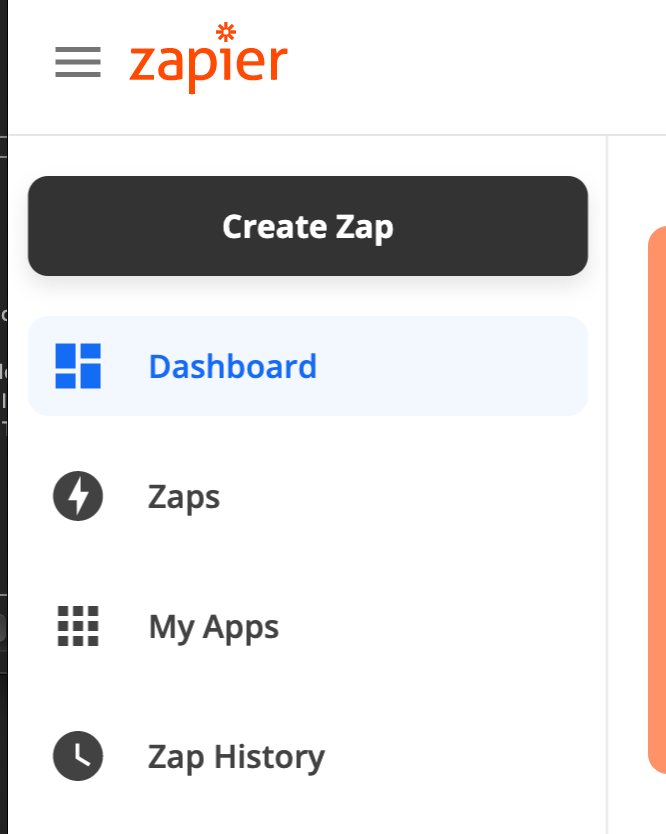 zapier
Create Zap
Dashboard
Zaps
My Apps
Zap History